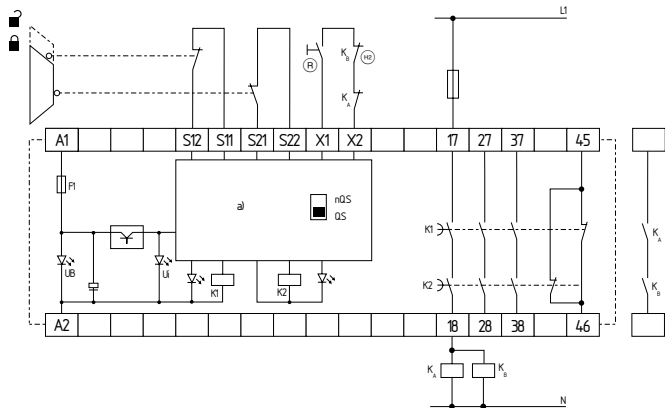 L1
K_B
H2
R
K_A
A1
S12
S11
S21
S22
X1
X2
17
27
37
45
F1
a)
nQS
QS
K1
K_A
UB
Ui
K1
K2
K2
K_B
A2
18
28
38
46
K_A
K_B
N